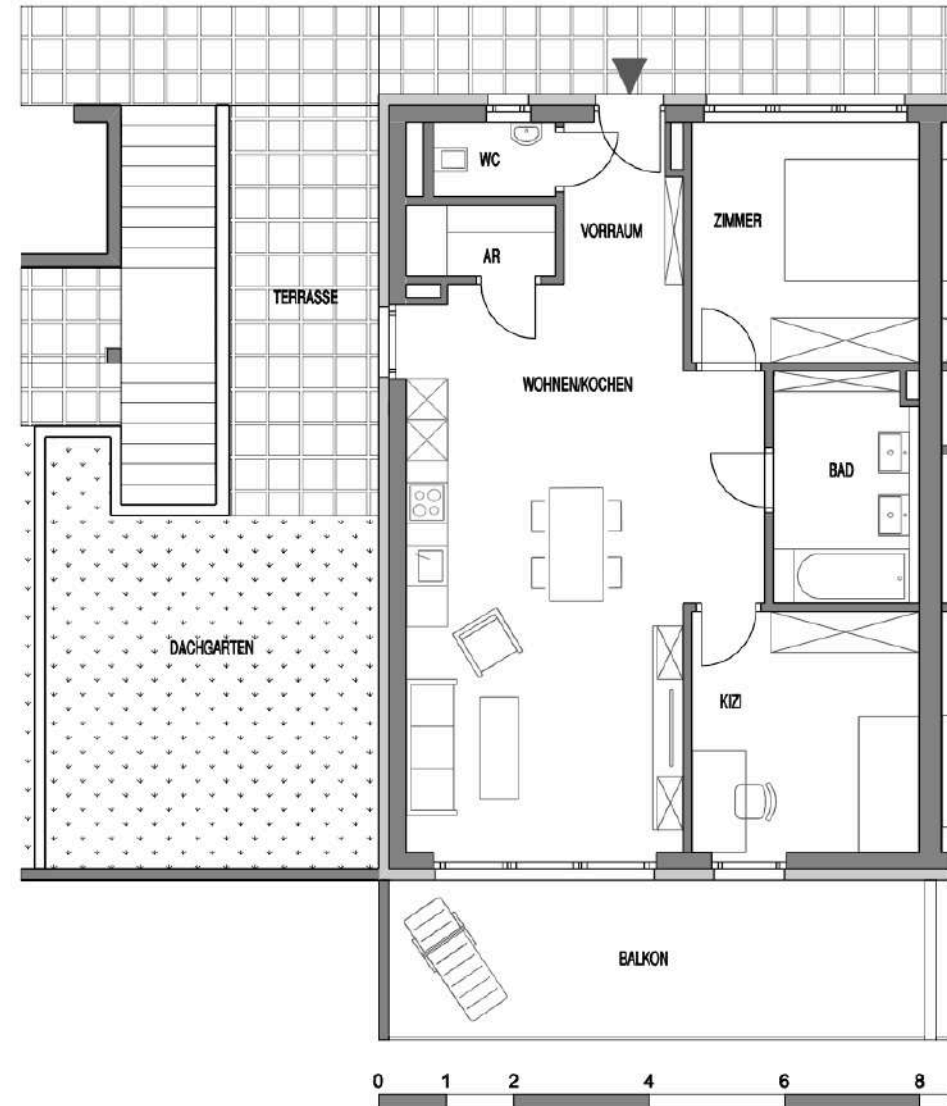 WC
VORRAUM
ZIMMER
AR
TERRASSE
WOHNEN/KOCHEN
BAD
DACHGARTEN
KIZI
BALKON
0 1 2 4 6 8